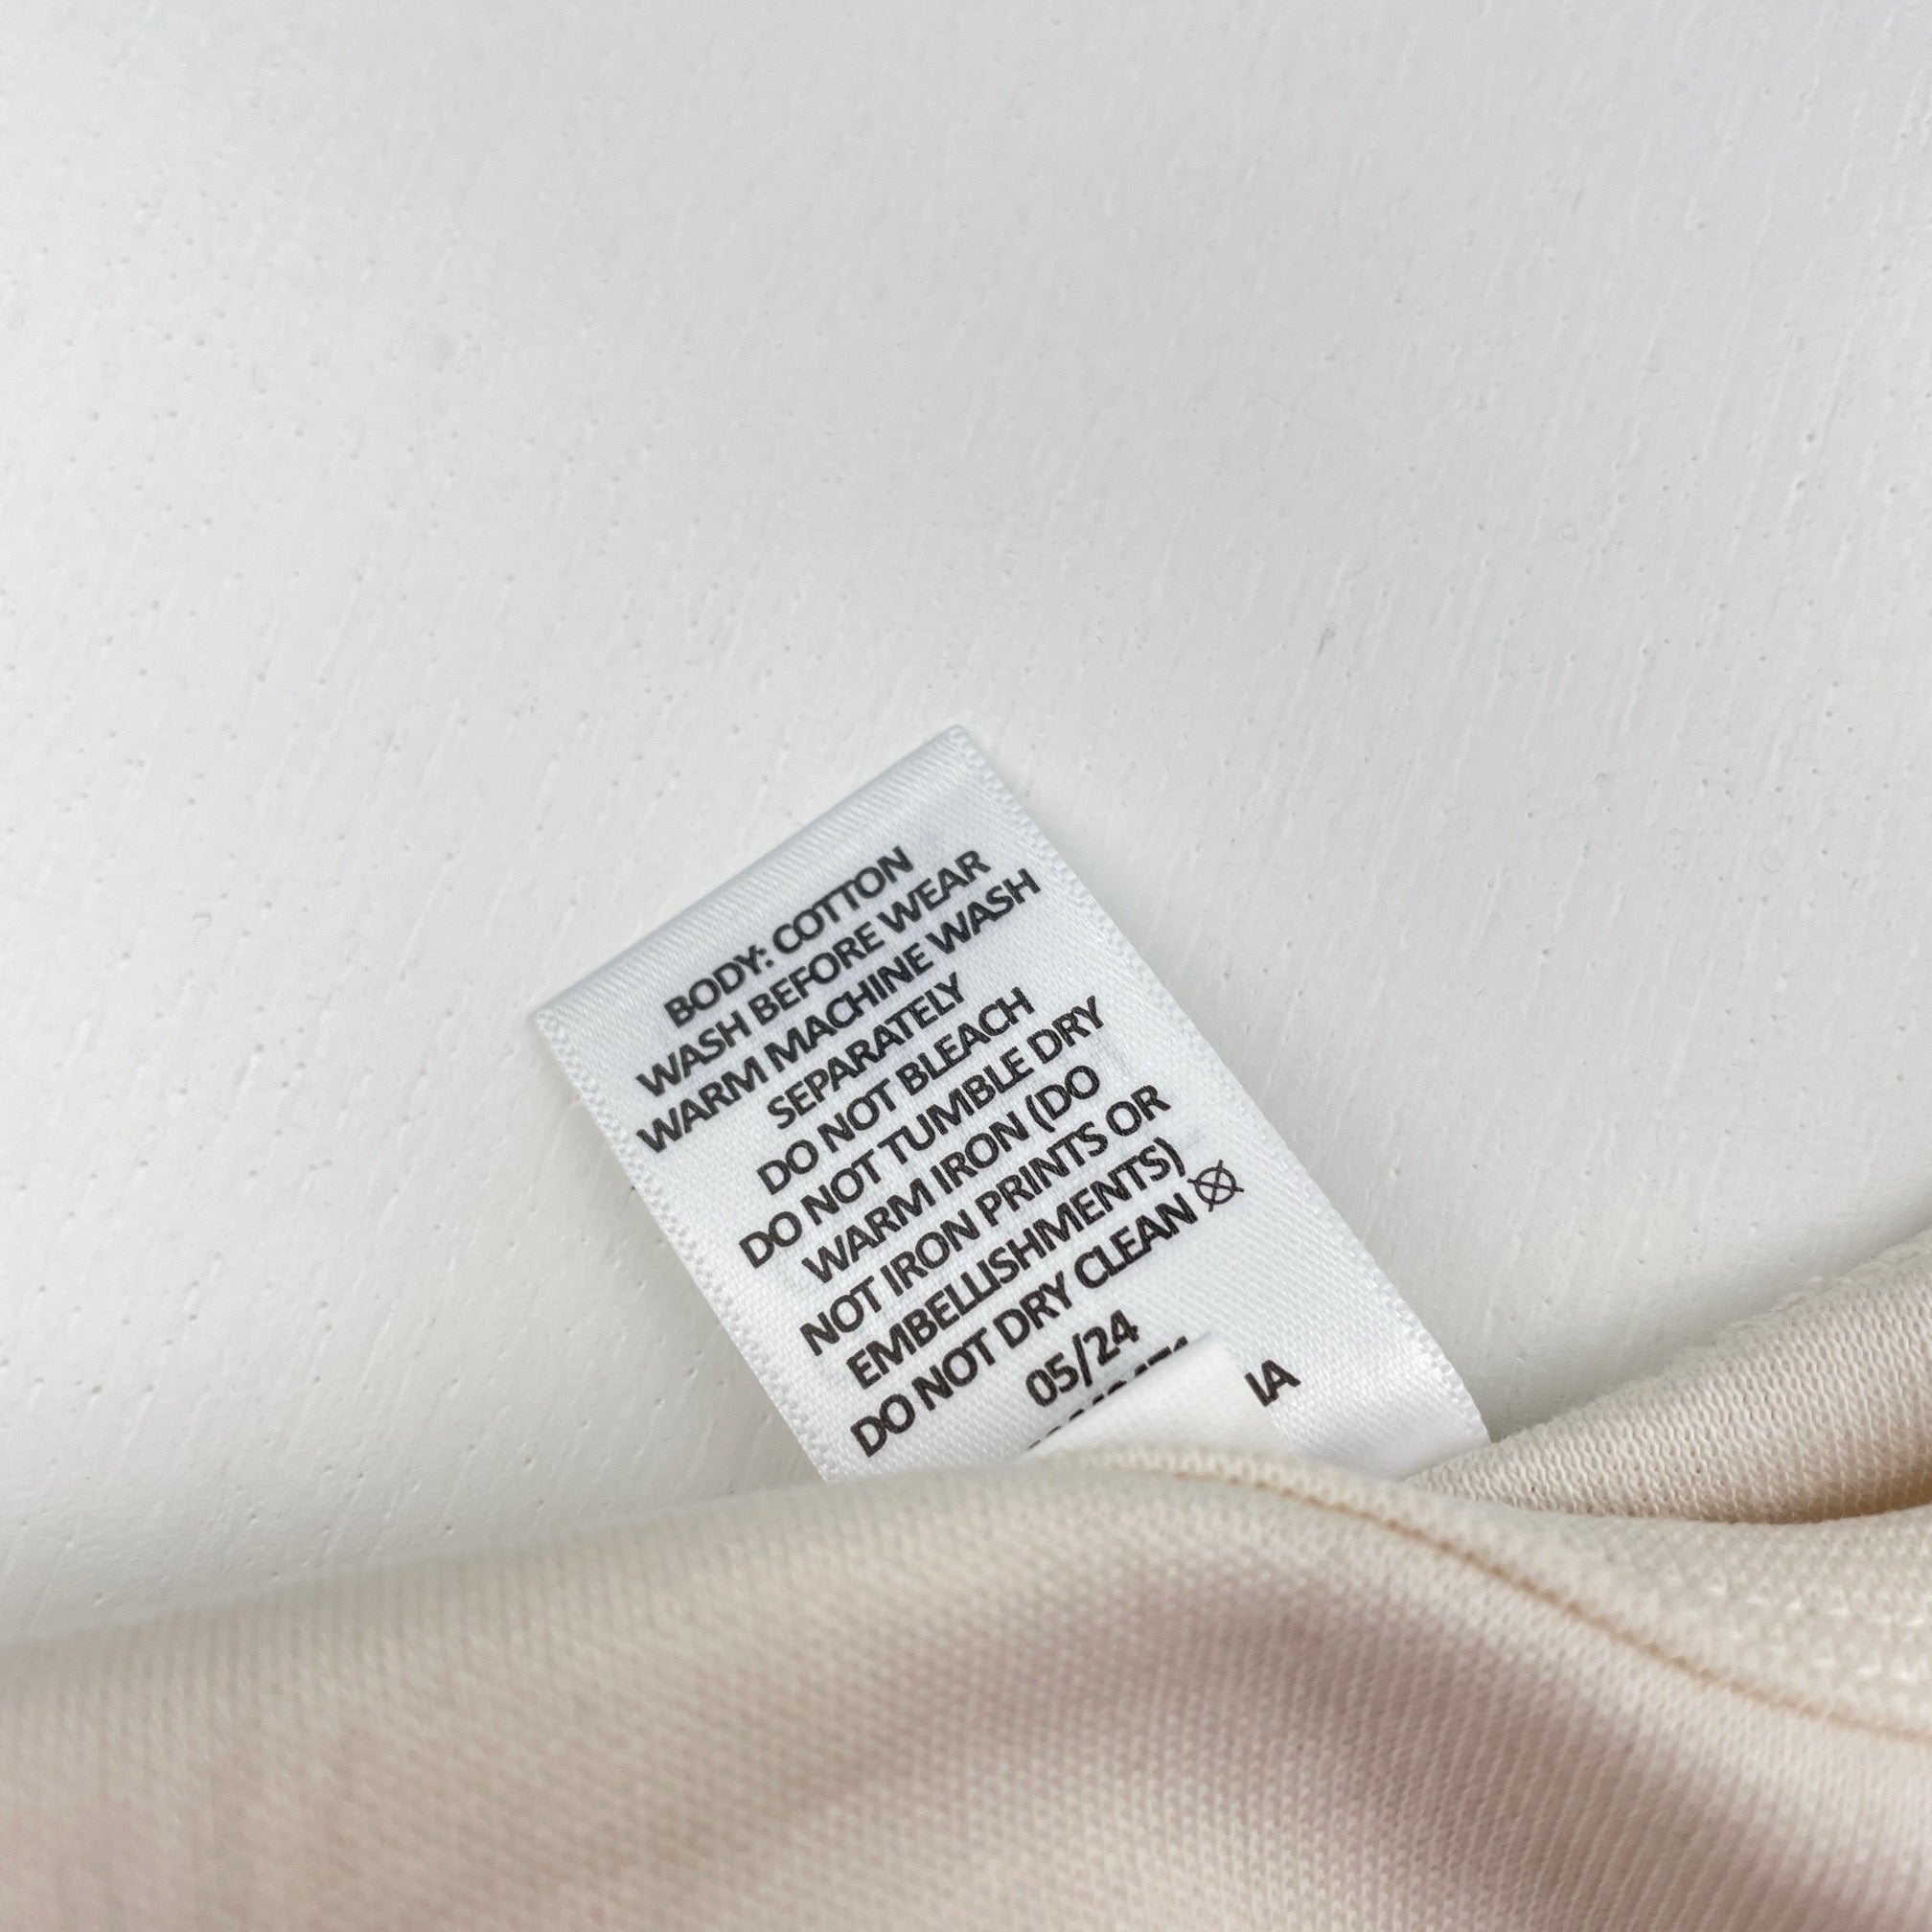 BODY: COTTON
WASH BEFORE WEAR
WARM MACHINE WASH
SEPARATELY
DO NOT BLEACH
DO NOT TUMBLE DRY
WARM IRON (DO
NOT IRON PRINTS OR
EMBELLISHMENTS)
DO NOT DRY CLEAN
05/24
IA